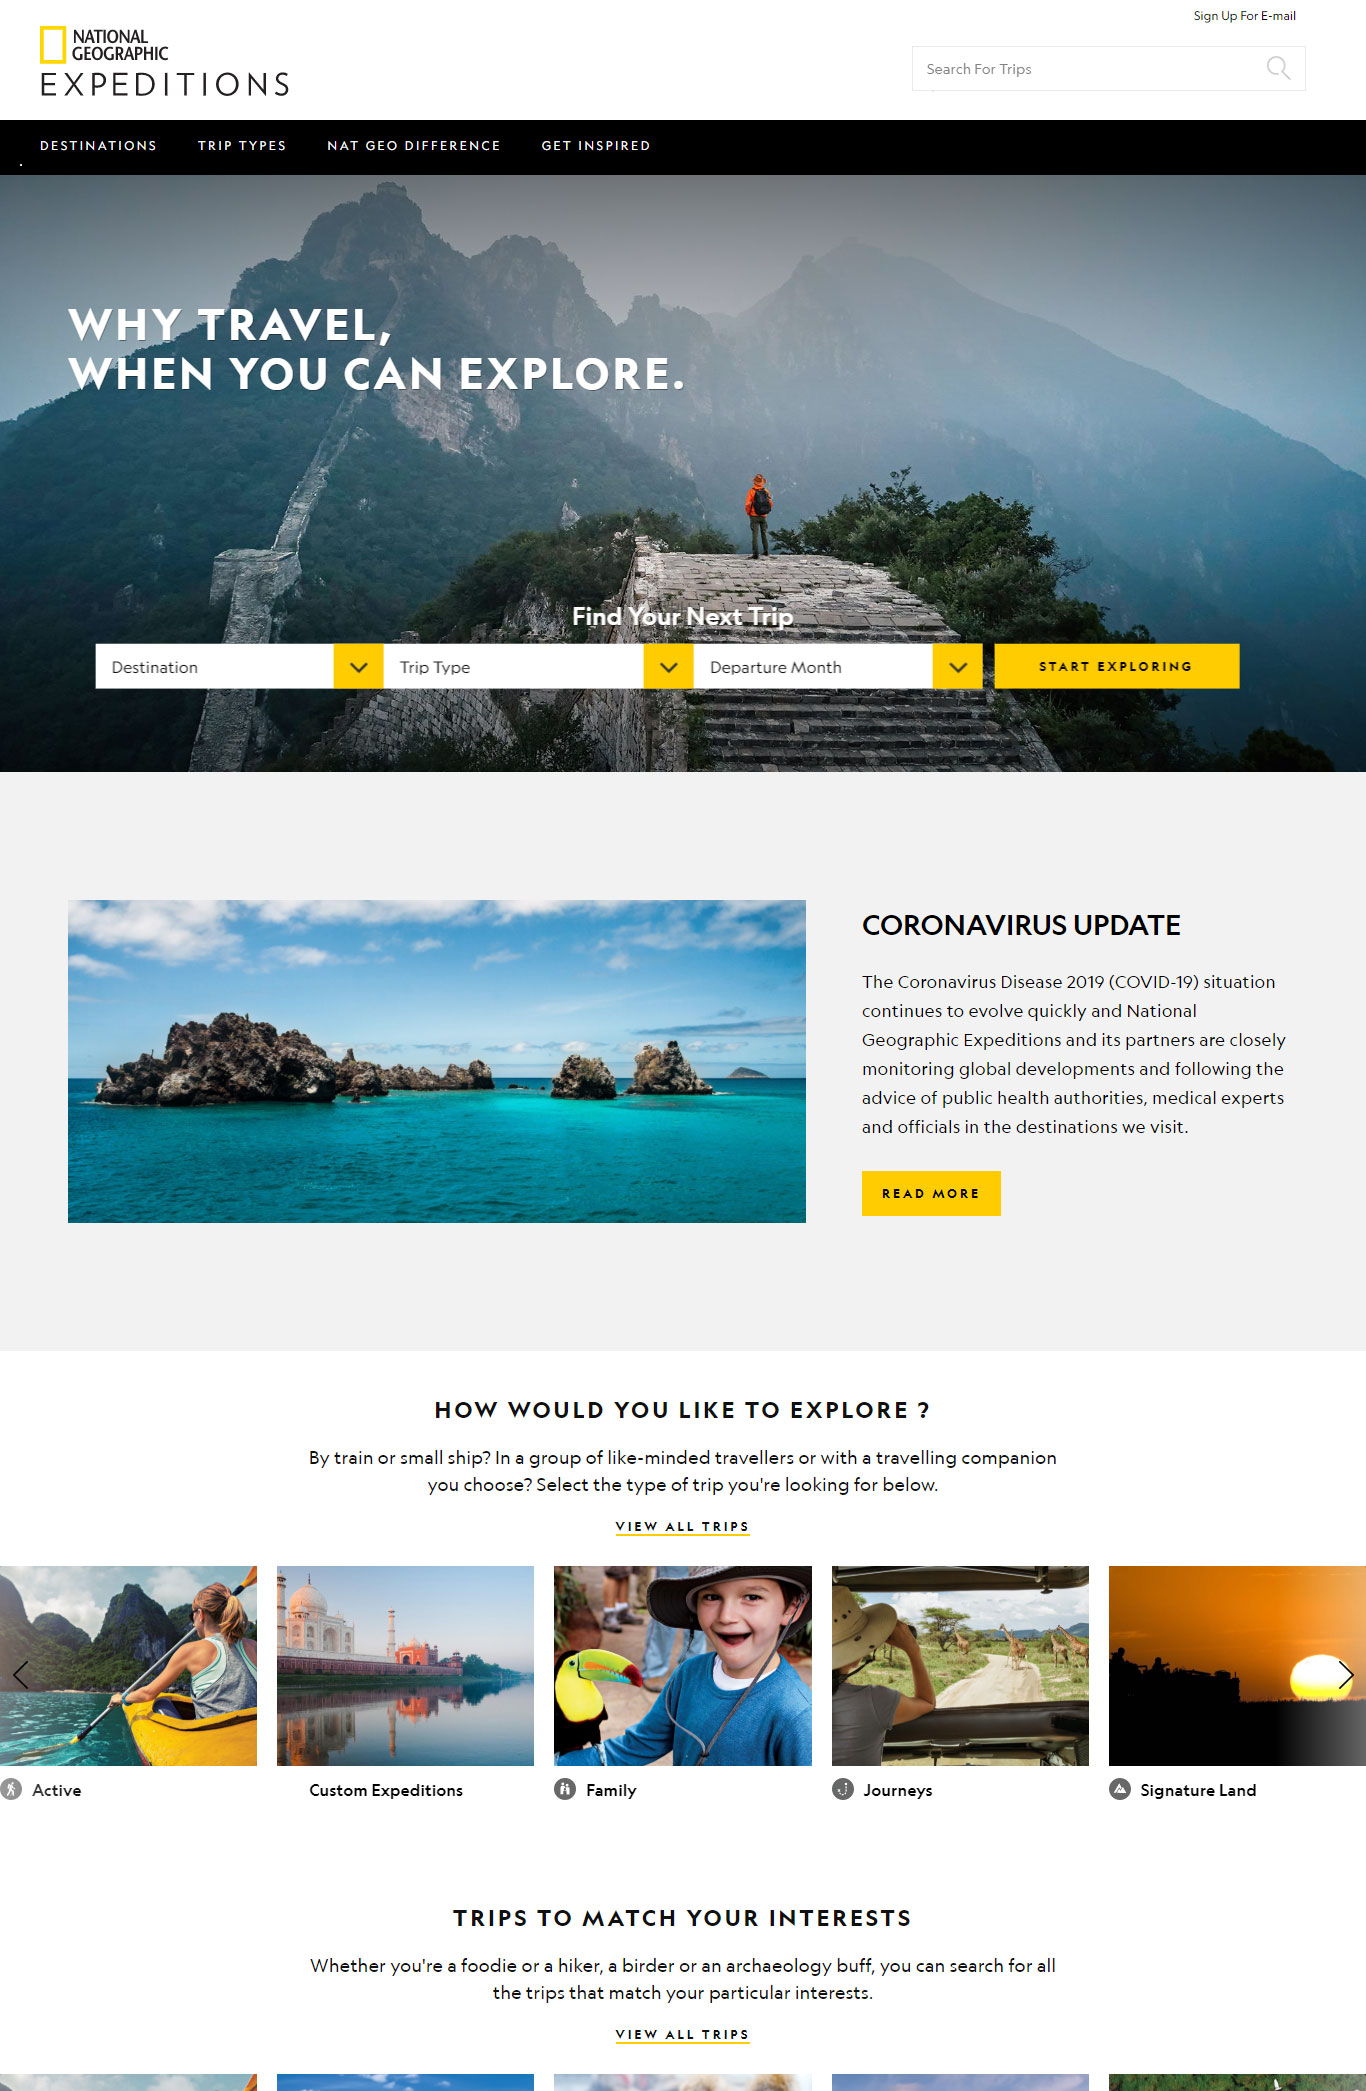 Sign Up For E-mail
NATIONAL
GEOGRAPHIC
EXPEDITIONS
Search For Trips
DESTINATIONS
TRIP TYPES
NAT GEO DIFFERENCE
GET INSPIRED
WHY TRAVEL,
WHEN YOU CAN EXPLORE.
Find Your Next Trip
Destination
Trip Type
Departure Month
START EXPLORING
CORONAVIRUS UPDATE
The Coronavirus Disease 2019 (COVID-19) situation
continues to evolve quickly and National
Geographic Expeditions and its partners are closely
monitoring global developments and following the
advice of public health authorities, medical experts
and officials in the destinations we visit.
READ MORE
HOW WOULD YOU LIKE TO EXPLORE ?
By train or small ship? In a group of like-minded travellers or with a travelling companion
you choose? Select the type of trip you're looking for below.
VIEW ALL TRIPS
Active
Custom Expeditions
Family
Journeys
Signature Land
TRIPS TO MATCH YOUR INTERESTS
Whether you're a foodie or a hiker, a birder or an archaeology buff, you can search for all
the trips that match your particular interests.
VIEW ALL TRIPS